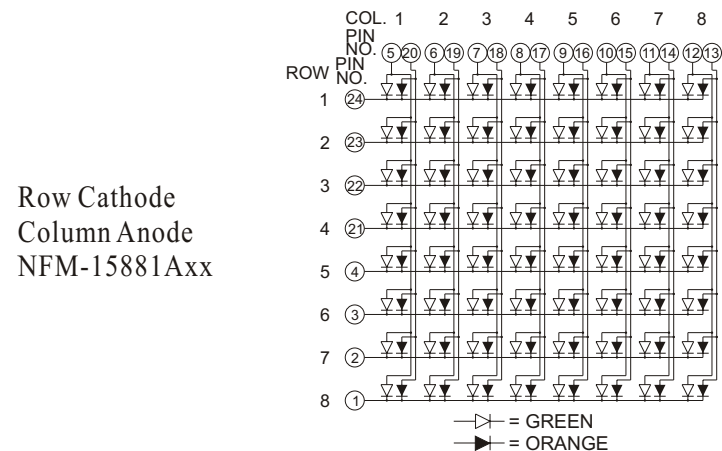 COL. 1 2 3 4 5 6 7 8
PIN
NO. 5 20 6 19 7 18 8 17 9 16 10 15 11 14 12 13
ROW PIN
NO.
1 24
2 23
3 22
4 21
5 4
6 3
7 2
8 1
Row Cathode
Column Anode
NFM-15881Axx
= GREEN
= ORANGE